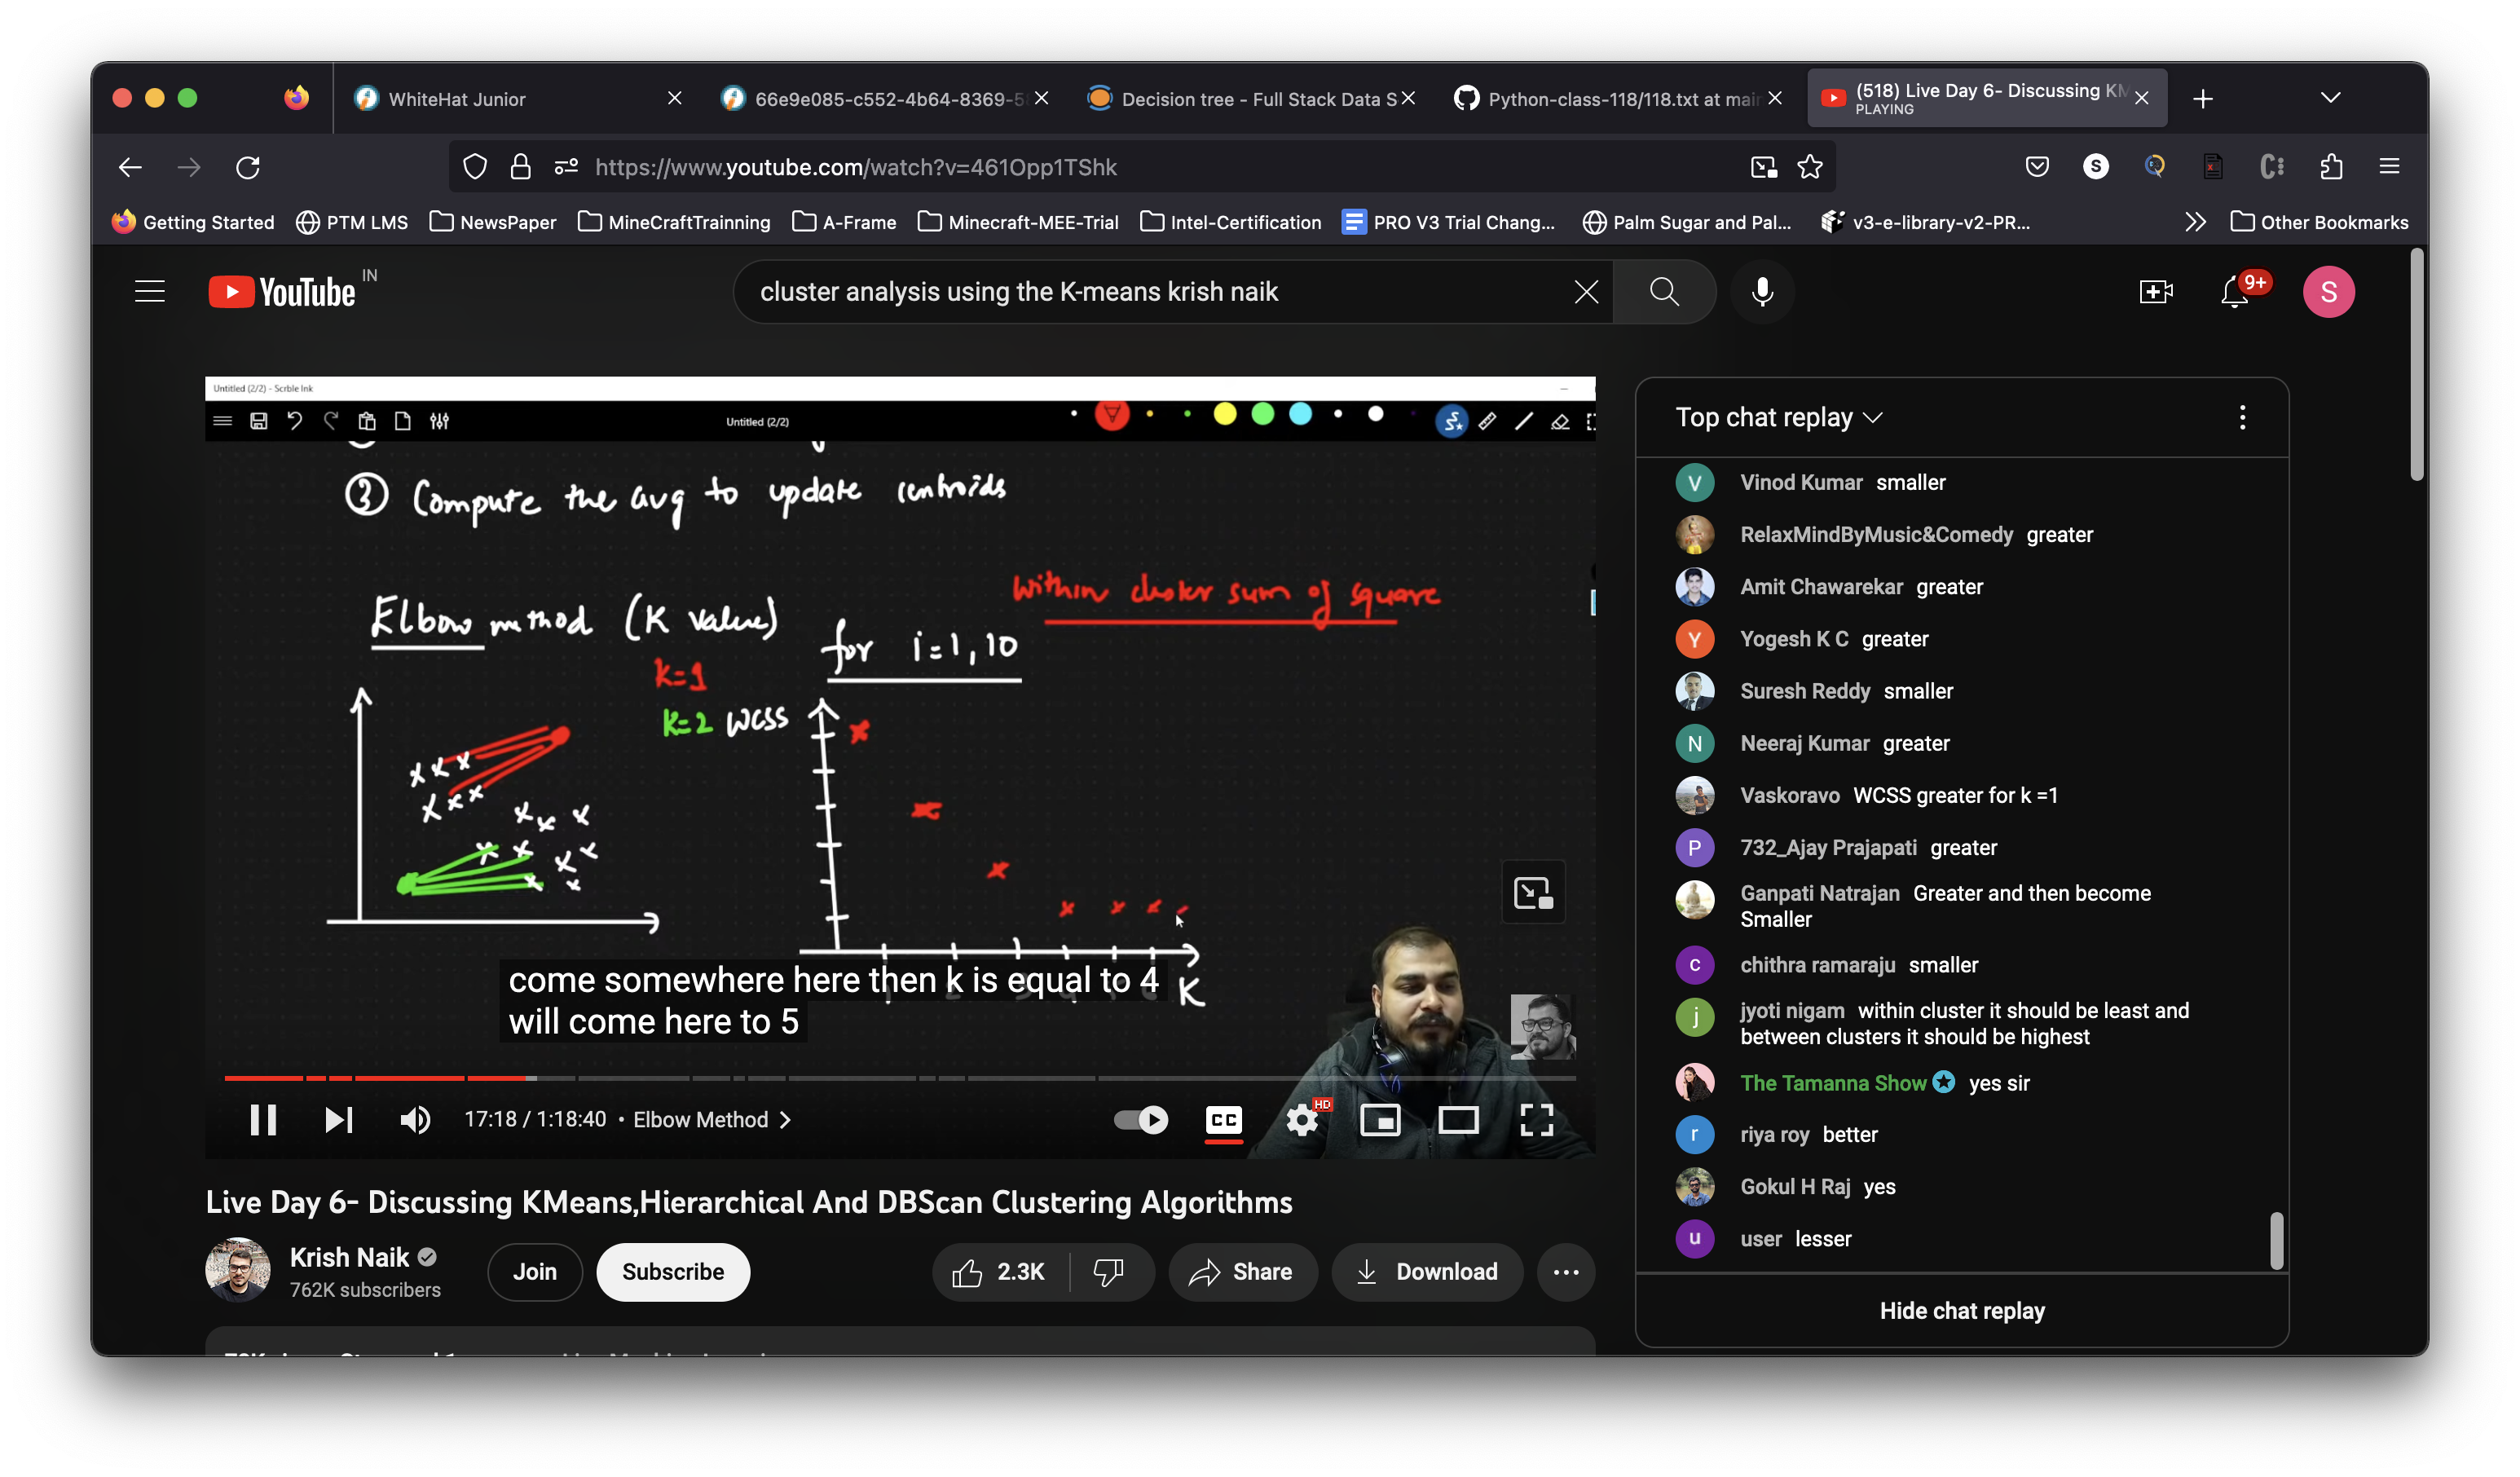 WhiteHat Junior
66e9e085-c552-4b64-8369-5
Decision tree - Full Stack Data S
Python-class-118/118.txt at mai
(518) Live Day 6- Discussing KM
PLAYING
https://www.youtube.com/watch?v=461Opp1TShk
S
Getting Started
PTM LMS
NewsPaper
MineCraftTrainning
A-Frame
Minecraft-MEE-Trial
Intel-Certification
PRO V3 Trial Chang...
Palm Sugar and Pal...
v3-e-library-v2-PR...
Other Bookmarks
YouTube IN
cluster analysis using the K-means krish naik
9+
S
Untitled (2/2) - Scrble Ink
Untitled (2/2)
③ Compute the avg to update centroids
within cluster sum of square
Elbow method (K value)
for i=1,10
k=1
k=2 WCSS
K
come somewhere here then k is equal to 4
will come here to 5
17:18 / 1:18:40 • Elbow Method
CC
HD
Live Day 6- Discussing KMeans,Hierarchical And DBScan Clustering Algorithms
Krish Naik
762K subscribers
Join
Subscribe
2.3K
Share
Download
Top chat replay
V Vinod Kumar smaller
RelaxMindByMusic&Comedy greater
Amit Chawarekar greater
Y Yogesh K C greater
Suresh Reddy smaller
N Neeraj Kumar greater
Vaskoravo WCSS greater for k =1
P 732_Ajay Prajapati greater
Ganpati Natrajan Greater and then become
Smaller
c chithra ramaraju smaller
j jyoti nigam within cluster it should be least and
between clusters it should be highest
The Tamanna Show yes sir
r riya roy better
Gokul H Raj yes
u user lesser
Hide chat replay